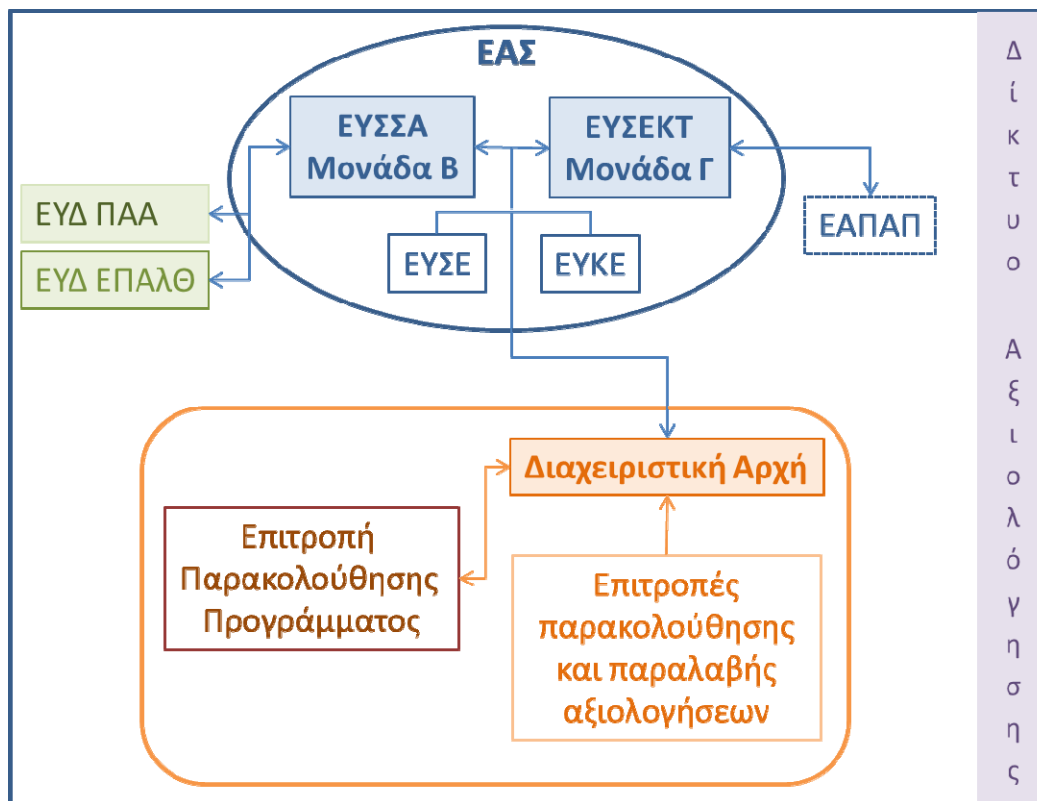 ΕΑΣ
ΕΥΣΣΑ
Μονάδα Β
ΕΥΣΕΚΤ
Μονάδα Γ
ΕΥΔ ΠΑΑ
ΕΥΔ ΕΠΑλΘ
ΕΥΣΕ
ΕΥΚΕ
ΕΑΠΑΠ
Διαχειριστική Αρχή
Επιτροπή
Παρακολούθησης
Προγράμματος
Επιτροπές
παρακολούθησης
και παραλαβής
αξιολογήσεων
Δίκτυο Αξιολόγησης